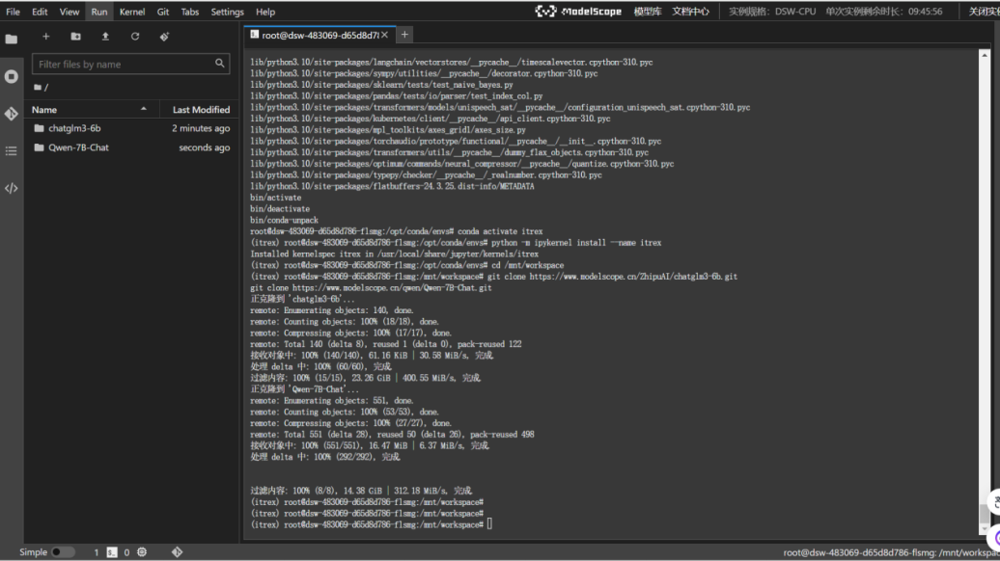 File Edit View Run Kernel Git Tabs Settings Help
ModelScope 模型库 文档中心 实例规格: DSW-CPU 单次实例剩余时长: 09:45:56 关闭实
root@dsw-483069-d65d8d78
Filter files by name
/
Name Last Modified
chatglm3-6b 2 minutes ago
Qwen-7B-Chat seconds ago
lib/python3.10/site-packages/langchain/vectorstores/__pycache__/timescalevector.cpython-310.pyc
lib/python3.10/site-packages/sympy/utilities/__pycache__/decorator.cpython-310.pyc
lib/python3.10/site-packages/sklearn/tests/test_naive_bayes.py
lib/python3.10/site-packages/pandas/tests/io/parser/test_index_col.py
lib/python3.10/site-packages/transformers/models/unispeech_sat/__pycache__/configuration_unispeech_sat.cpython-310.pyc
lib/python3.10/site-packages/kubernetes/client/__pycache__/api_client.cpython-310.pyc
lib/python3.10/site-packages/mpl_toolkits/axes_grid1/axes_size.py
lib/python3.10/site-packages/torchaudio/prototype/functional/__pycache__/__init__.cpython-310.pyc
lib/python3.10/site-packages/transformers/utils/__pycache__/dummy_flax_objects.cpython-310.pyc
lib/python3.10/site-packages/optimum/commands/neural_compressor/__pycache__/quantize.cpython-310.pyc
lib/python3.10/site-packages/typepy/checker/__pycache__/_realnumber.cpython-310.pyc
lib/python3.10/site-packages/flatbuffers-24.3.25.dist-info/METADATA
bin/activate
bin/deactivate
bin/conda-unpack
root@dsw-483069-d65d8d786-flsmg:/opt/conda/envs# conda activate itrex
(itrex) root@dsw-483069-d65d8d786-flsmg:/opt/conda/envs# python -m ipykernel install --name itrex
Installed kernelspec itrex in /usr/local/share/jupyter/kernels/itrex
(itrex) root@dsw-483069-d65d8d786-flsmg:/opt/conda/envs# cd /mnt/workspace
(itrex) root@dsw-483069-d65d8d786-flsmg:/mnt/workspace# git clone https://www.modelscope.cn/ZhipuAI/chatglm3-6b.git
git clone https://www.modelscope.cn/qwen/Qwen-7B-Chat.git
正克隆到 'chatglm3-6b'...
remote: Enumerating objects: 140, done.
remote: Counting objects: 100% (18/18), done.
remote: Compressing objects: 100% (17/17), done.
remote: Total 140 (delta 8), reused 1 (delta 0), pack-reused 122
接收对象中: 100% (140/140), 61.16 KiB | 30.58 MiB/s, 完成.
处理 delta 中: 100% (60/60), 完成.
过滤内容: 100% (15/15), 23.26 GiB | 400.55 MiB/s, 完成.
正克隆到 'Qwen-7B-Chat'...
remote: Enumerating objects: 551, done.
remote: Counting objects: 100% (53/53), done.
remote: Compressing objects: 100% (27/27), done.
remote: Total 551 (delta 28), reused 50 (delta 26), pack-reused 498
接收对象中: 100% (551/551), 16.47 MiB | 6.37 MiB/s, 完成.
处理 delta 中: 100% (292/292), 完成.
过滤内容: 100% (8/8), 14.38 GiB | 312.18 MiB/s, 完成.
(itrex) root@dsw-483069-d65d8d786-flsmg:/mnt/workspace#
(itrex) root@dsw-483069-d65d8d786-flsmg:/mnt/workspace#
(itrex) root@dsw-483069-d65d8d786-flsmg:/mnt/workspace#
Simple 1 0 root@dsw-483069-d65d8d786-flsmg: /mnt/workspa